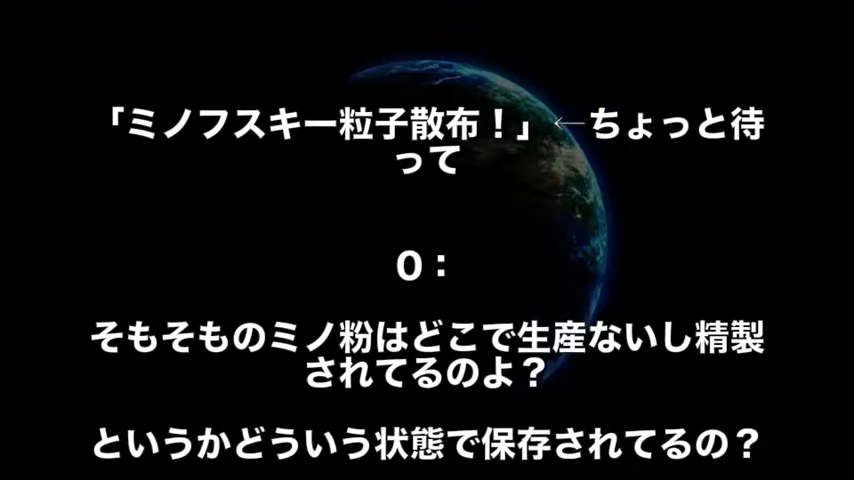 「ミノフスキー粒子散布！」←ちょっと待
って
0：
そもそものミノ粉はどこで生産ないし精製
されてるのよ？
というかどういう状態で保存されてるの？